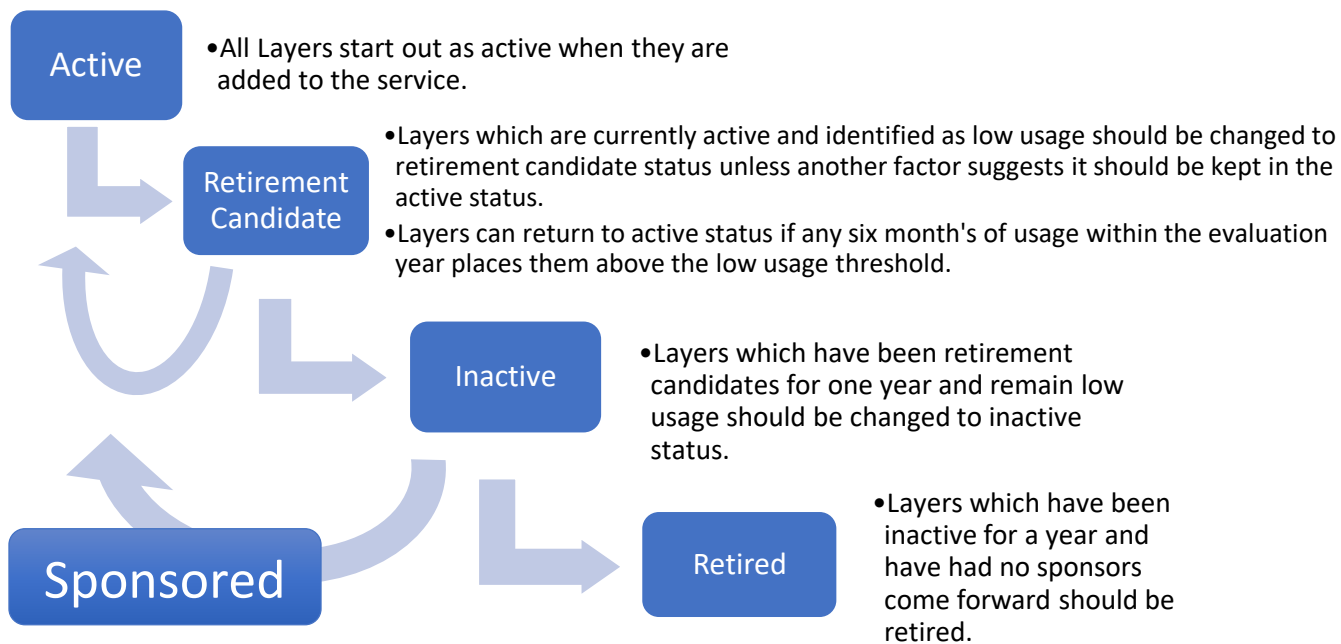 Active
•All Layers start out as active when they are
added to the service.
Retirement
Candidate
•Layers which are currently active and identified as low usage should be changed to
retirement candidate status unless another factor suggests it should be kept in the
active status.
•Layers can return to active status if any six month's of usage within the evaluation
year places them above the low usage threshold.
Inactive
•Layers which have been retirement
candidates for one year and remain low
usage should be changed to inactive
status.
Sponsored
Retired
•Layers which have been
inactive for a year and
have had no sponsors
come forward should be
retired.